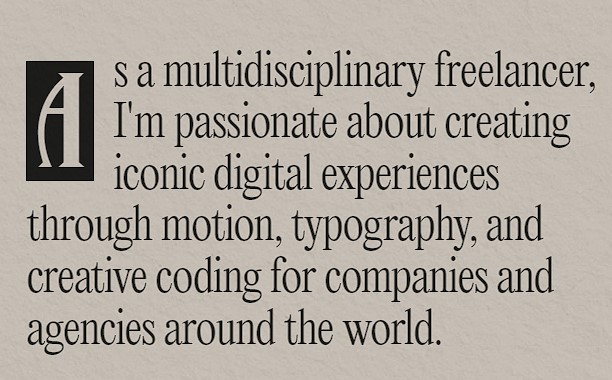 As a multidisciplinary freelancer,
I'm passionate about creating
iconic digital experiences
through motion, typography, and
creative coding for companies and
agencies around the world.